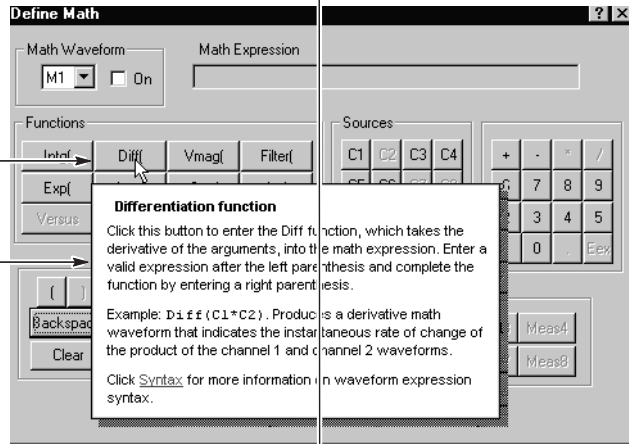 Define Math
Math Waveform
Math Expression
M1
On
Functions
Sources
Intg(
Diff(
Vmag(
Filter(
C1 C2 C3 C4
+ - * /
Exp(
7 8 9
Versus
3 4 5
0 . Eex
Differentiation function
Click this button to enter the Diff function, which takes the
derivative of the arguments, into the math expression. Enter a
valid expression after the left parenthesis and complete the
function by entering a right parenthesis.
Example: Diff(C1*C2). Produces a derivative math
waveform that indicates the instantaneous rate of change of
the product of the channel 1 and channel 2 waveforms.
Click Syntax for more information on waveform expression
syntax.
( )
Backspac
Clear
Meas4
Meas8